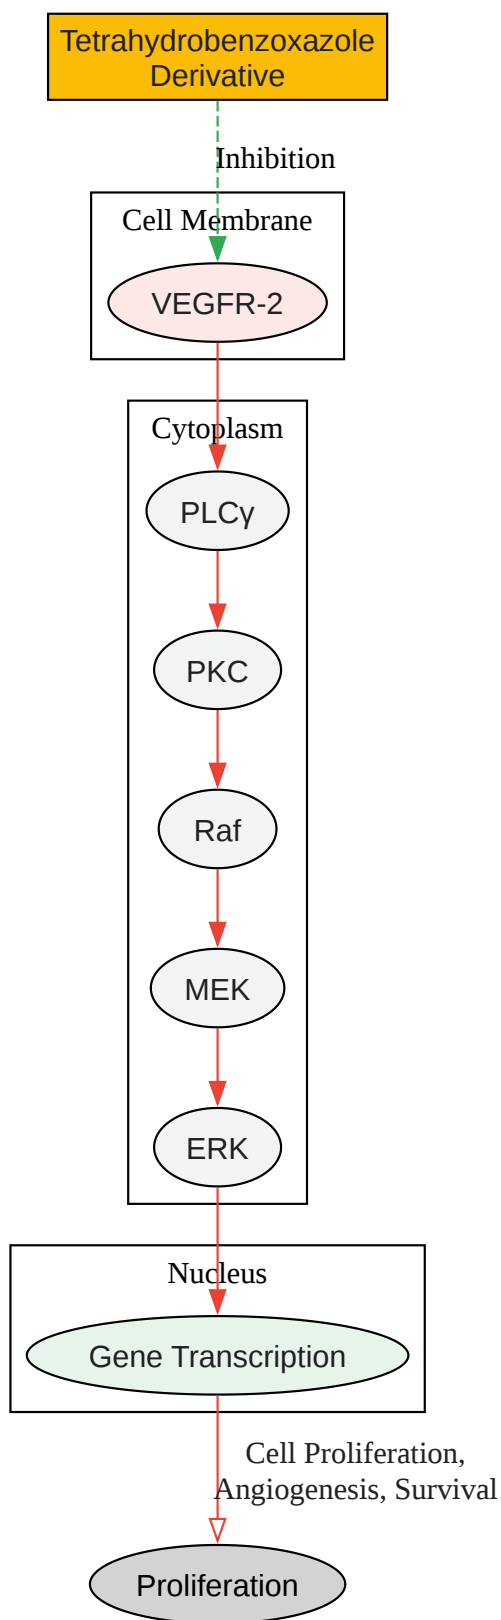 Tetrahydrobenzoxazole
Derivative
Inhibition
Cell Membrane
VEGFR-2
Cytoplasm
PLCγ
PKC
Raf
MEK
ERK
Nucleus
Gene Transcription
Cell Proliferation,
Angiogenesis, Survival
Proliferation